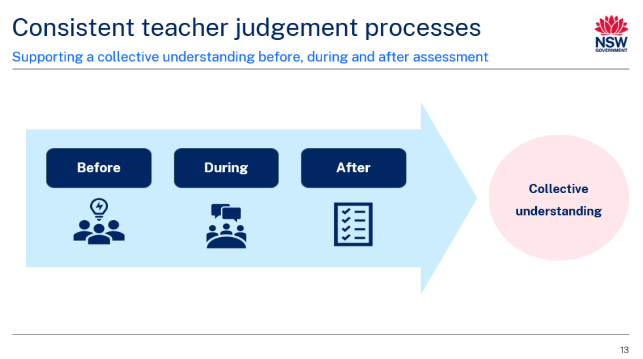 Consistent teacher judgement processes
Supporting a collective understanding before, during and after assessment
NSW
GOVERNMENT
Before
During
After
Collective
understanding
13